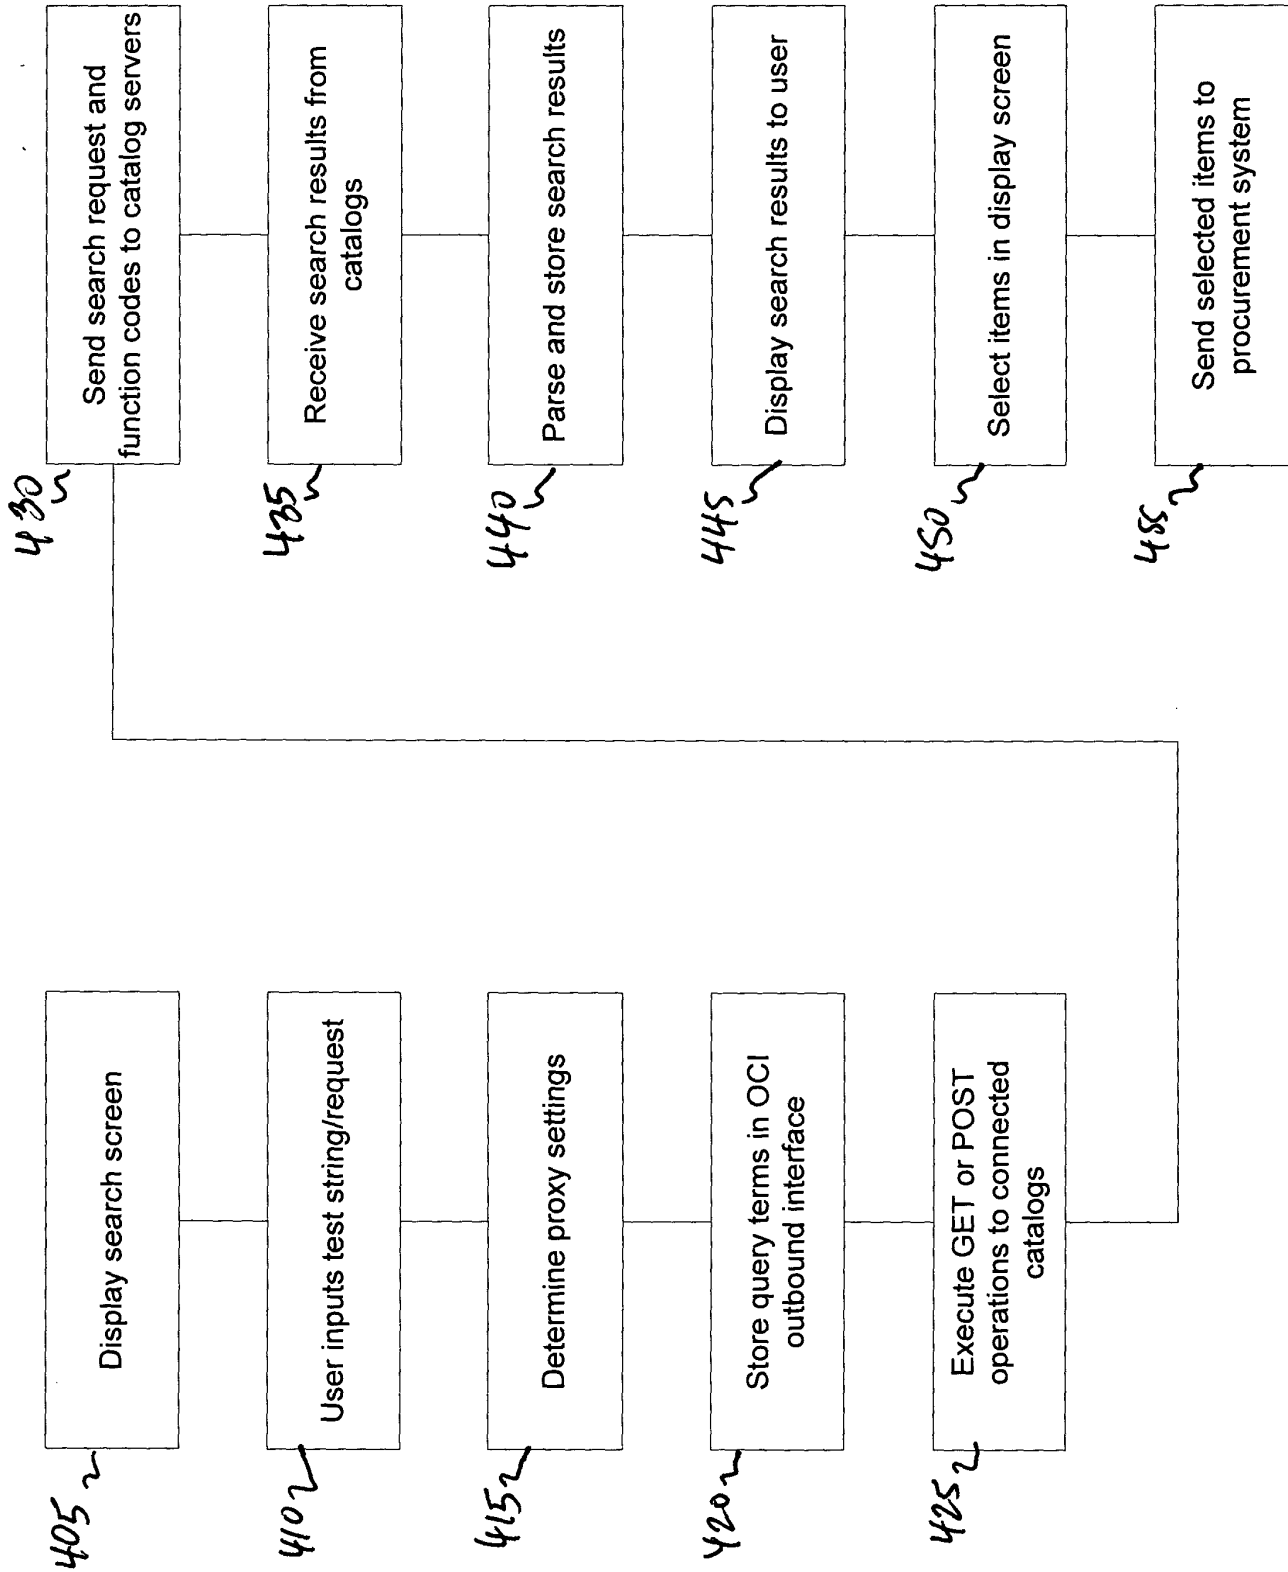 405
Display search screen
410
User inputs test string/request
415
Determine proxy settings
420
Store query terms in OCI
outbound interface
425
Execute GET or POST
operations to connected
catalogs
430
Send search request and
function codes to catalog servers
435
Receive search results from
catalogs
440
Parse and store search results
445
Display search results to user
450
Select items in display screen
455
Send selected items to
procurement system